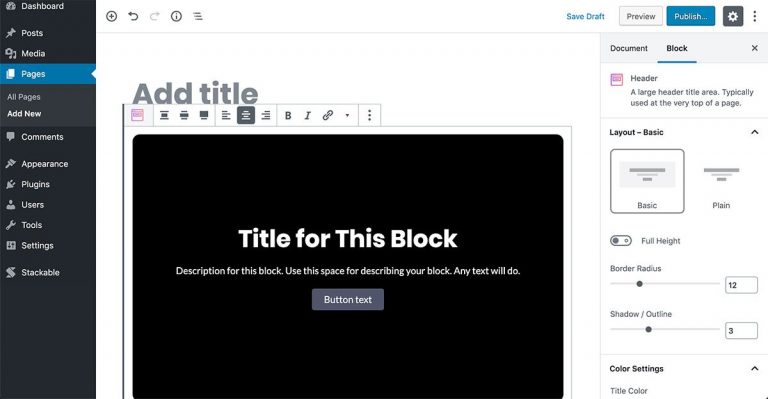 Dashboard
Posts
Media
Pages
All Pages
Add New
Comments
Appearance
Plugins
Users
Tools
Settings
Stackable
Save Draft
Preview
Publish...
Add title
B I
Title for This Block
Description for this block. Use this space for describing your block. Any text will do.
Button text
Document
Block
Header
A large header title area. Typically
used at the very top of a page.
Layout – Basic
Basic
Plain
Full Height
Border Radius
12
Shadow / Outline
3
Color Settings
Title Color